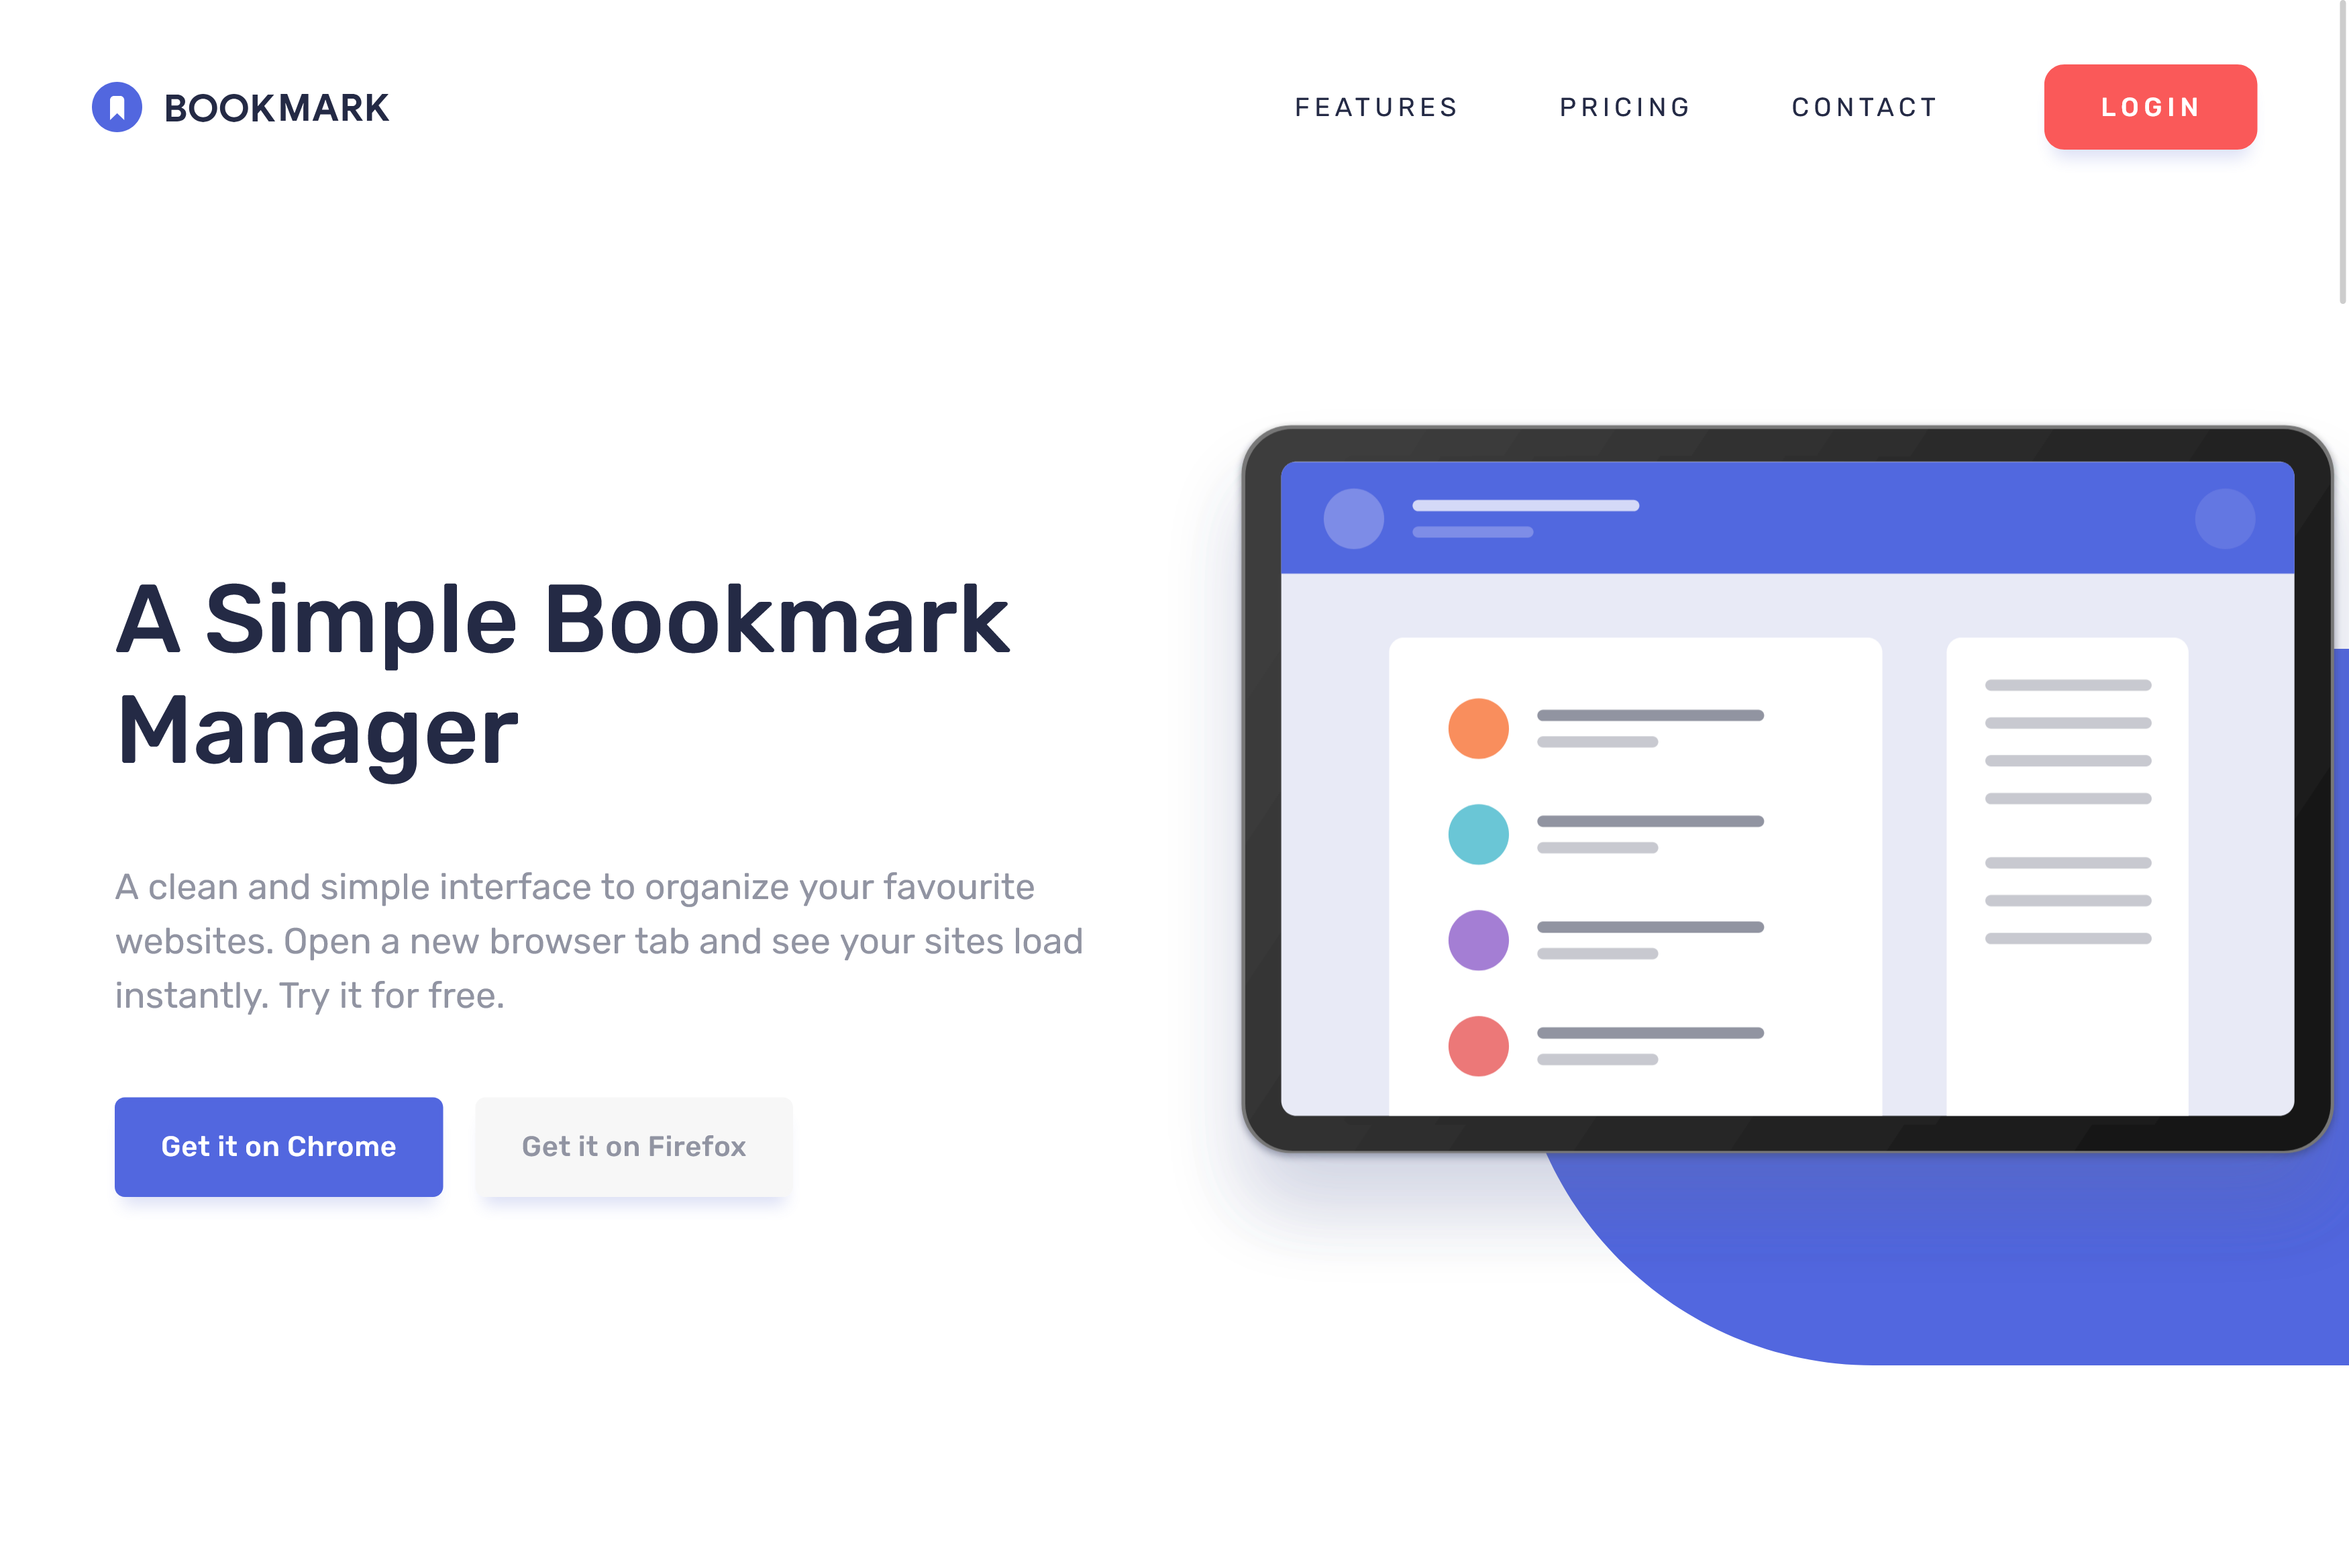 BOOKMARK
FEATURES
PRICING
CONTACT
LOGIN
A Simple Bookmark
Manager
A clean and simple interface to organize your favourite
websites. Open a new browser tab and see your sites load
instantly. Try it for free.
Get it on Chrome
Get it on Firefox